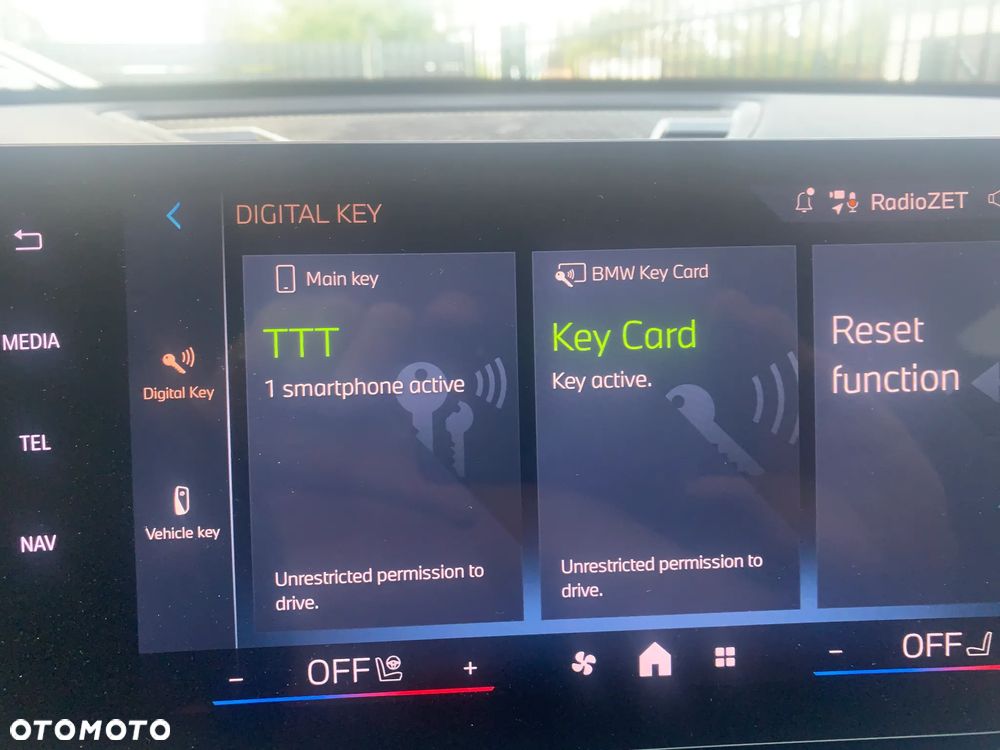 DIGITAL KEY
RadioZET
MEDIA
TEL
NAV
Digital Key
Vehicle key
Main key
TTT
1 smartphone active
Unrestricted permission to
drive.
BMW Key Card
Key Card
Key active.
Unrestricted permission to
drive.
Reset
function
- OFF +
- OFF
OTOMOTO